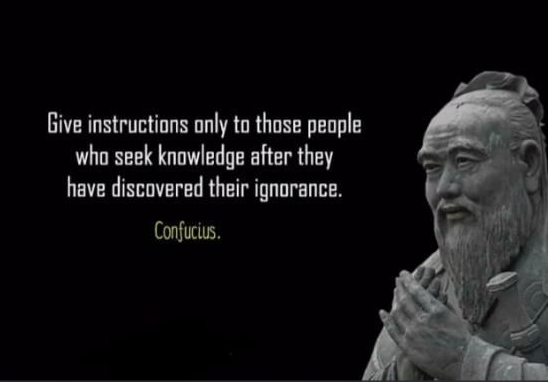 Give instructions only to those people
who seek knowledge after they
have discovered their ignorance.
Confucius.